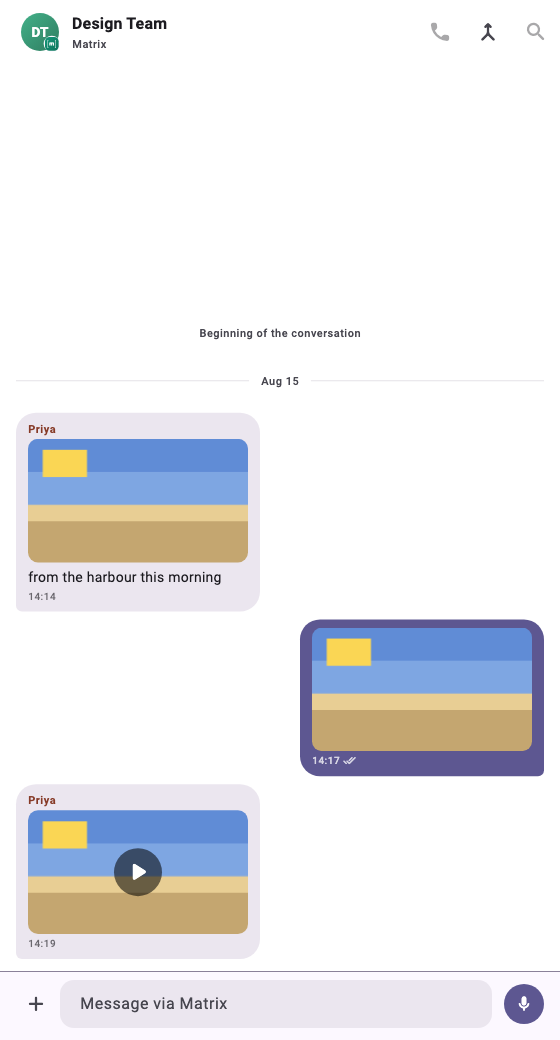 DT
Design Team
[m]
Matrix
Beginning of the conversation
Aug 15
Priya
from the harbour this morning
14:14
14:17
Priya
14:19
Message via Matrix